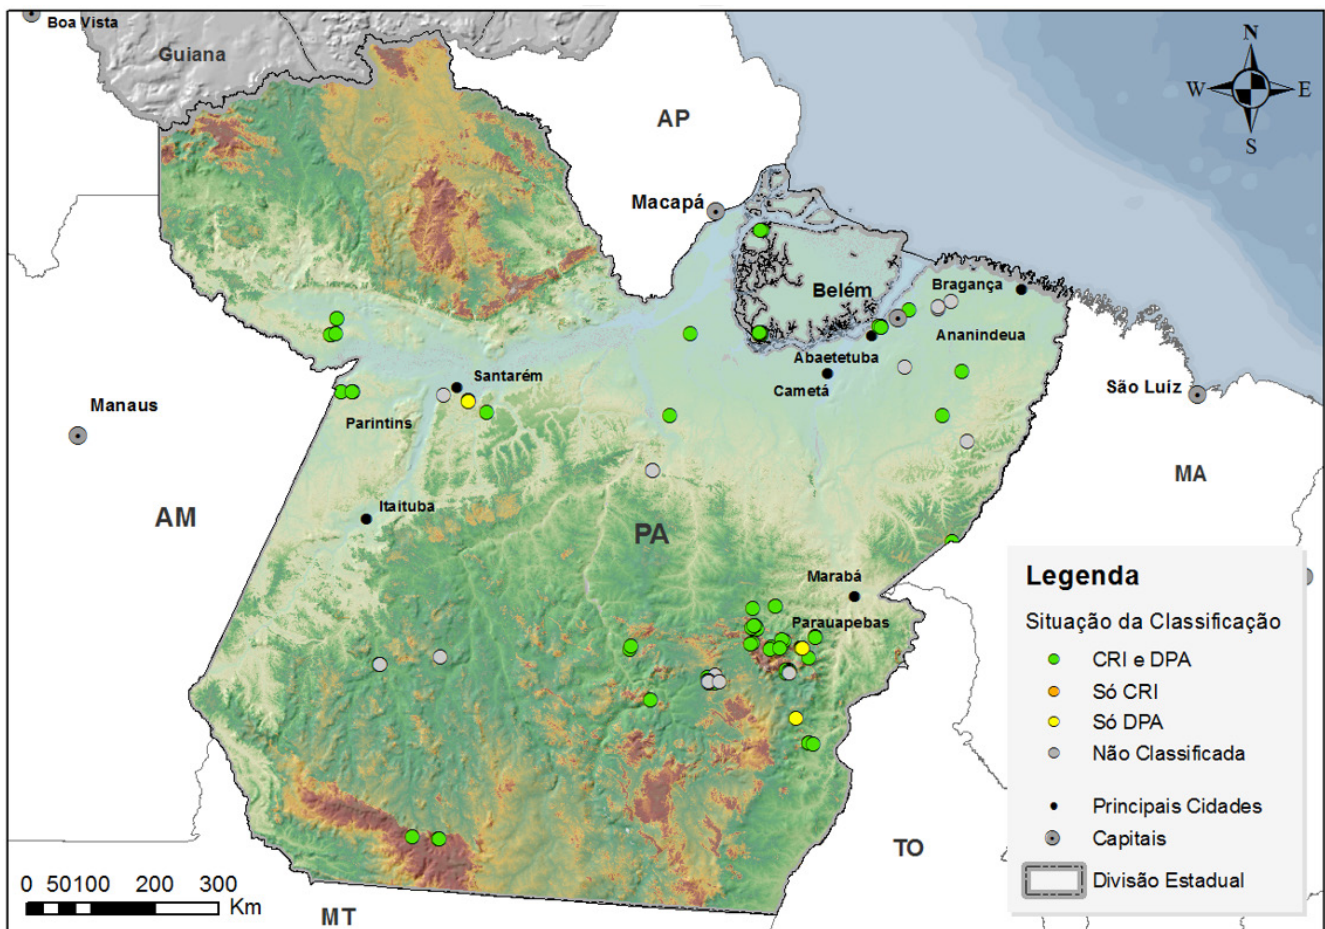 Boa Vista
Guiana
AP
N
W
E
S
Macapá
Belém
Bragança
Ananindeua
Abaetetuba
Cametá
Santarém
São Luíz
Manaus
Parintins
MA
Itaituba
AM
PA
Marabá
Parauapebas
Legenda
Situação da Classificação
CRI e DPA
Só CRI
Só DPA
Não Classificada
Principais Cidades
Capitais
Divisão Estadual
TO
0 50100 200 300
Km
MT